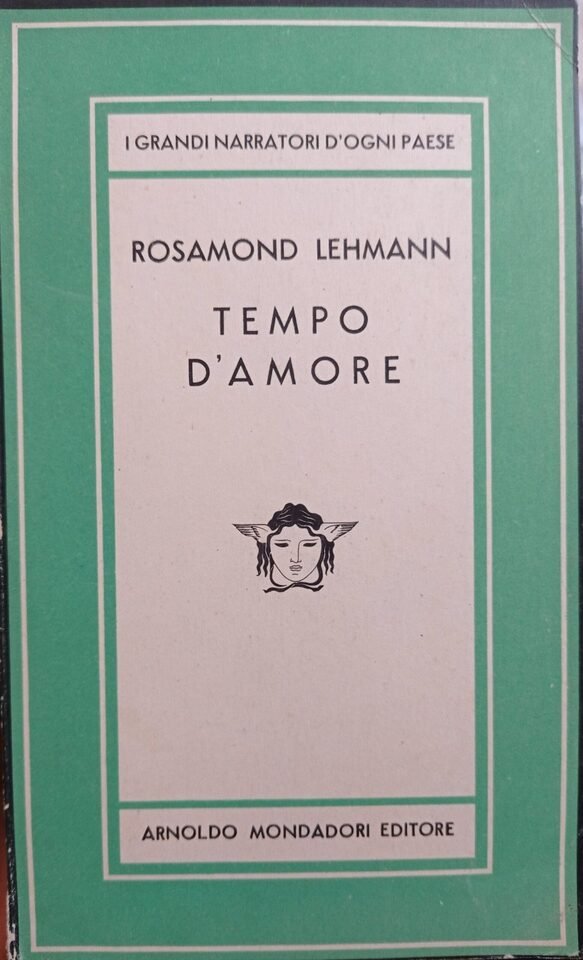 I GRANDI NARRATORI D'OGNI PAESE
ROSAMOND LEHMANN
TEMPO
D'AMORE
ARNOLDO MONDADORI EDITORE